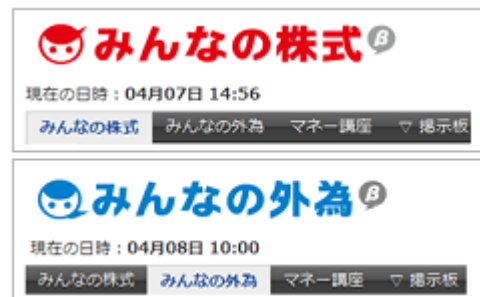 みんなの株式β
現在の日時：04月07日 14:56
みんなの株式 みんなの外為 マネー講座 ▽ 掲示板
みんなの外為β
現在の日時：04月08日 10:00
みんなの株式 みんなの外為 マネー講座 ▽ 掲示板